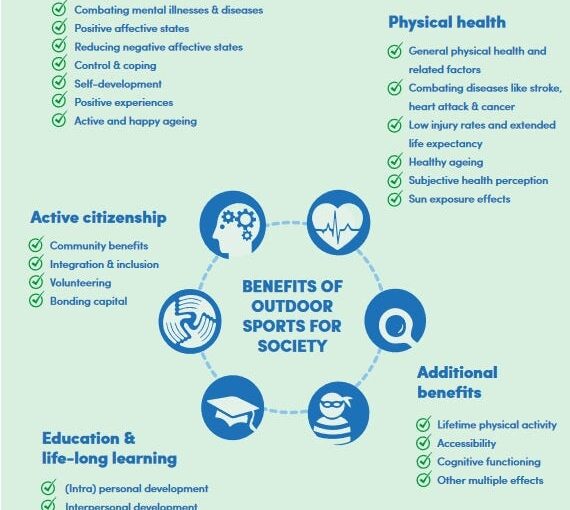 Combating mental illnesses & diseases
Positive affective states
Reducing negative affective states
Control & coping
Self-development
Positive experiences
Active and happy ageing
Physical health
General physical health and
related factors
Combating diseases like stroke,
heart attack & cancer
Low injury rates and extended
life expectancy
Healthy ageing
Subjective health perception
Sun exposure effects
Active citizenship
Community benefits
Integration & inclusion
Volunteering
Bonding capital
BENEFITS OF
OUTDOOR
SPORTS FOR
SOCIETY
Additional
benefits
Lifetime physical activity
Accessibility
Cognitive functioning
Other multiple effects
Education &
life-long learning
(Intra) personal development
Interpersonal development